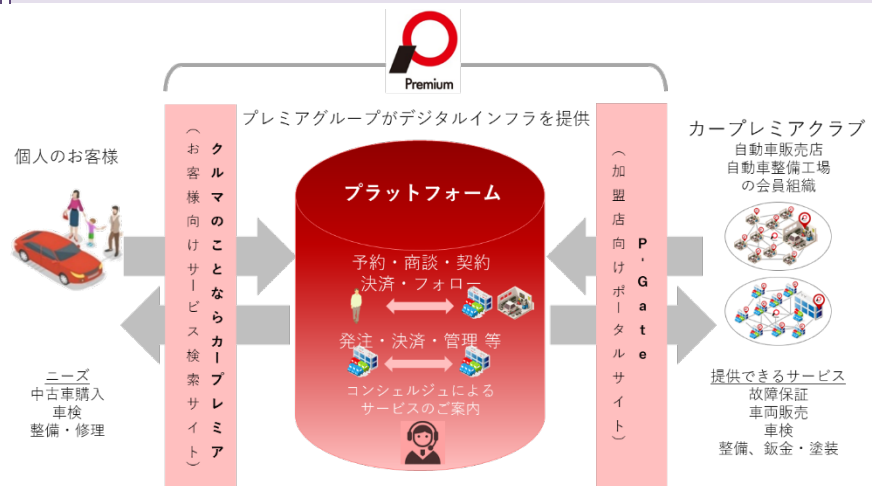 Premium
プレミアグループがデジタルインフラを提供
個人のお客様
ニーズ
中古車購入
車検
整備・修理
クルマのことならカープレミア
（お客様向けサービス検索サイト）
プラットフォーム
予約・商談・契約
決済・フォロー
発注・決済・管理 等
コンシェルジュによる
サービスのご案内
P‐Gate
（加盟店向けポータルサイト）
カープレミアクラブ
自動車販売店
自動車整備工場
の会員組織
提供できるサービス
故障保証
車両販売
車検
整備、鈑金・塗装